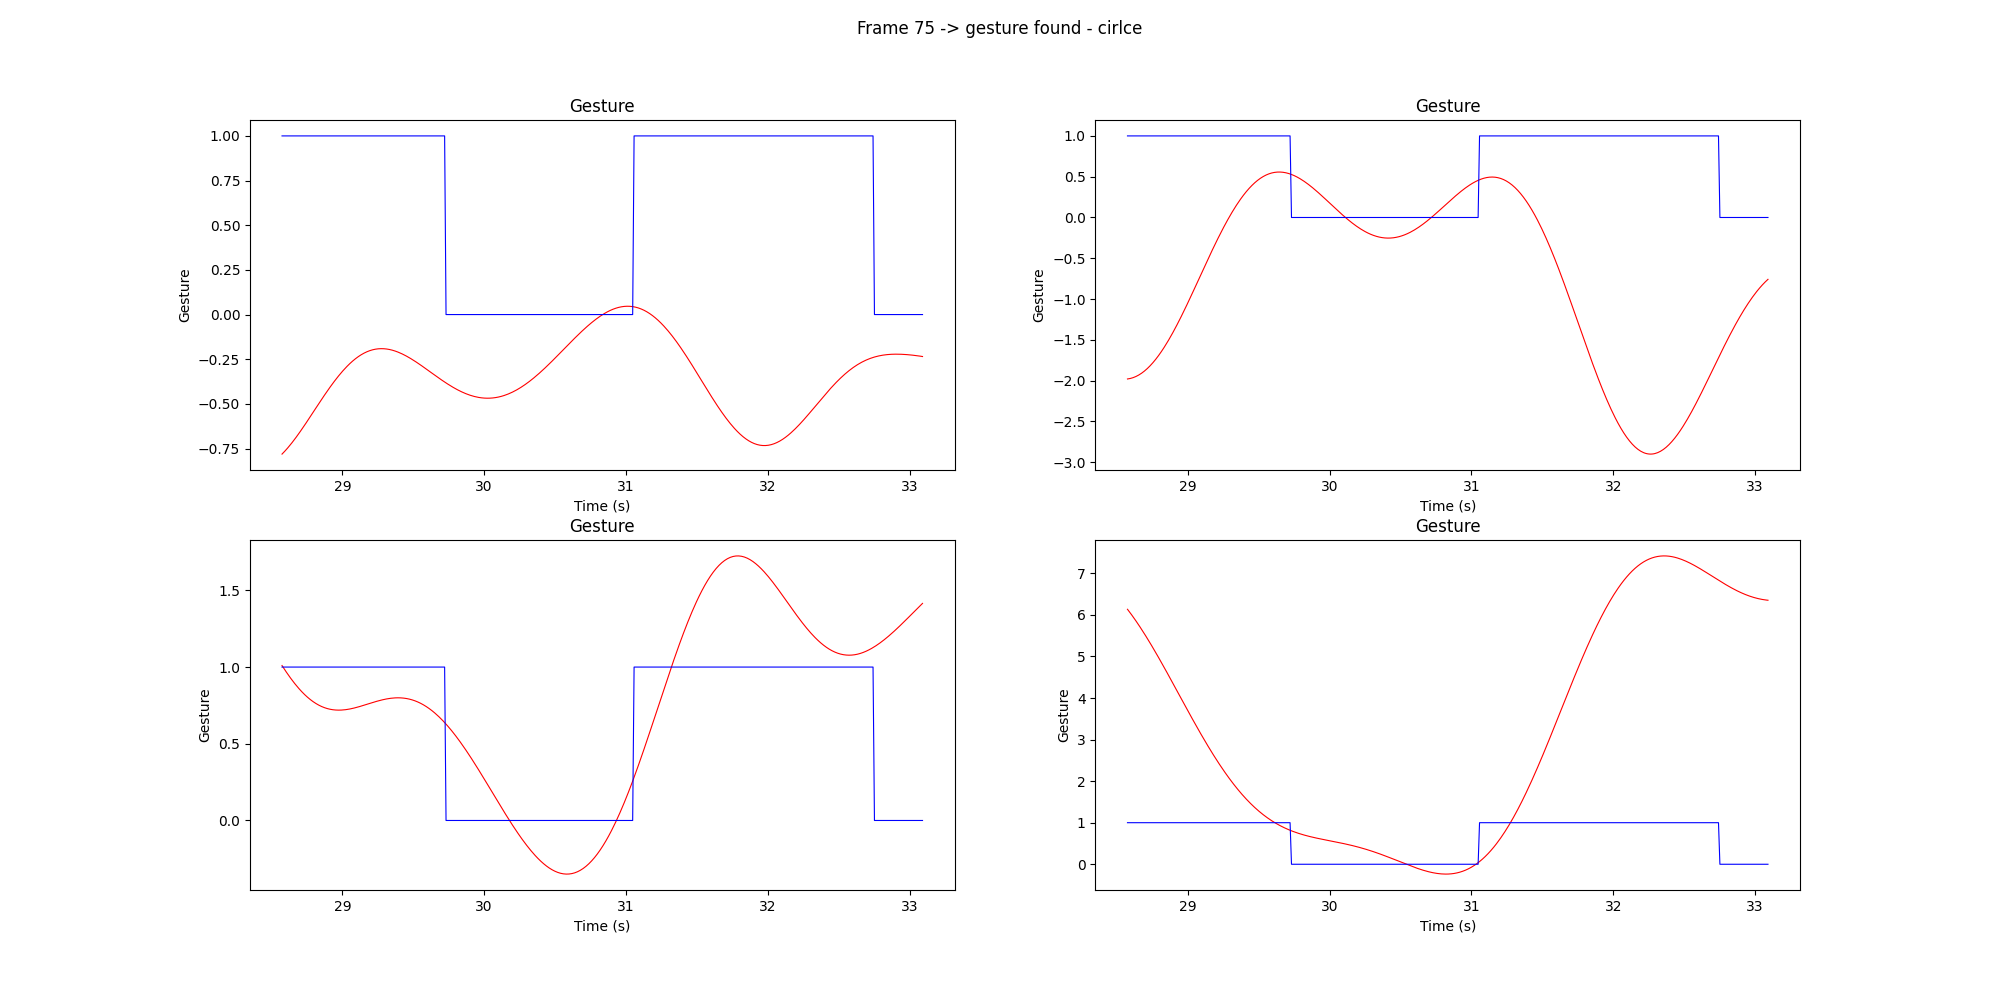 Frame 75 -> gesture found - cirlce
Gesture
1.00
0.75
0.50
0.25
0.00
−0.25
−0.50
−0.75
Gesture
29 30 31 32 33
Time (s)
Gesture
1.0
0.5
0.0
−0.5
−1.0
−1.5
−2.0
−2.5
−3.0
Gesture
29 30 31 32 33
Time (s)
Gesture
1.5
1.0
0.5
0.0
Gesture
29 30 31 32 33
Time (s)
Gesture
7
6
5
4
3
2
1
0
Gesture
29 30 31 32 33
Time (s)